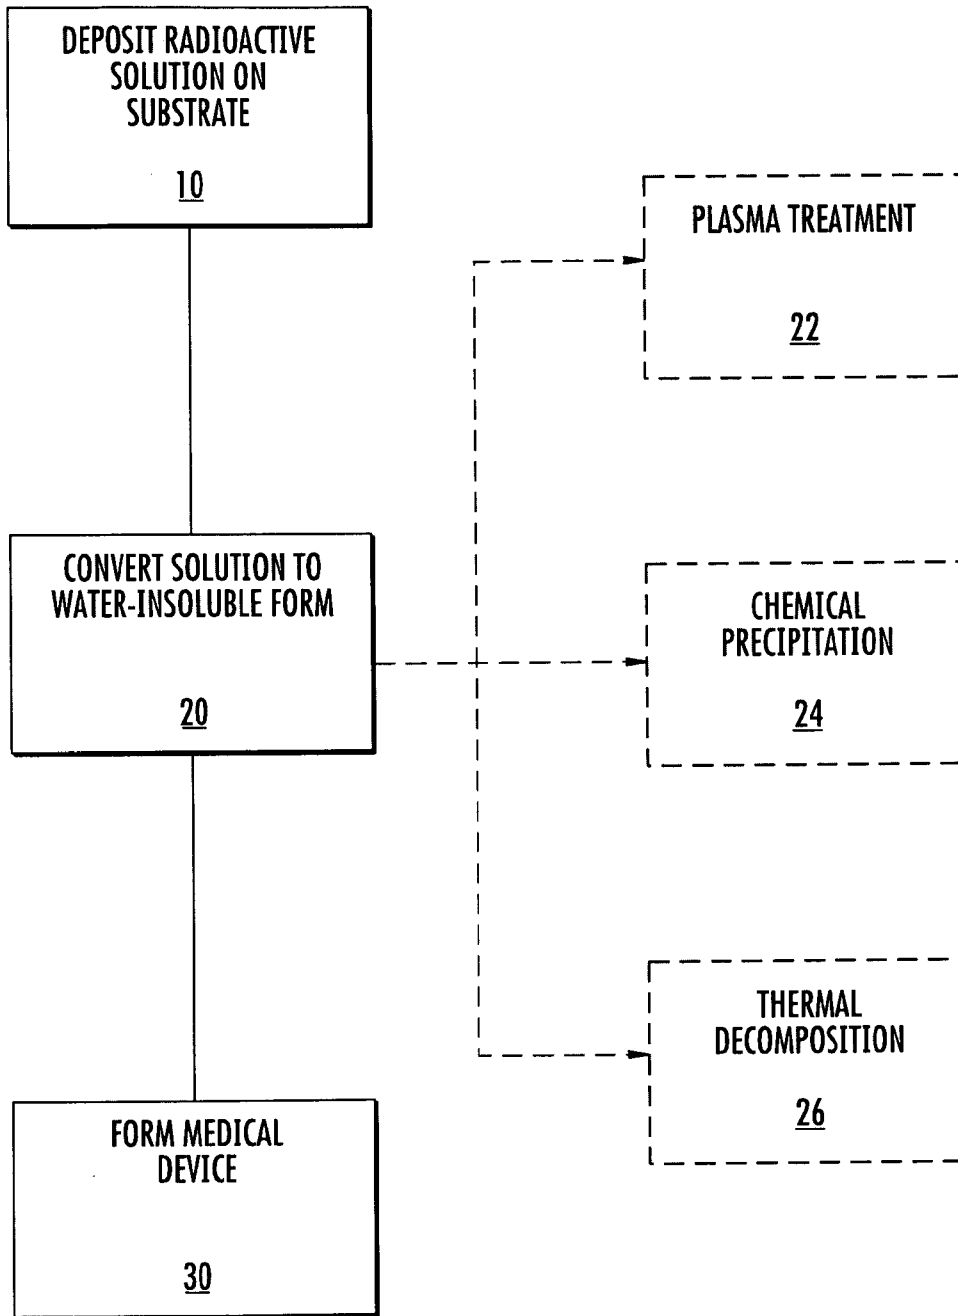 DEPOSIT RADIOACTIVE
SOLUTION ON
SUBSTRATE
10
PLASMA TREATMENT
22
CONVERT SOLUTION TO
WATER-INSOLUBLE FORM
20
CHEMICAL
PRECIPITATION
24
THERMAL
DECOMPOSITION
26
FORM MEDICAL
DEVICE
30